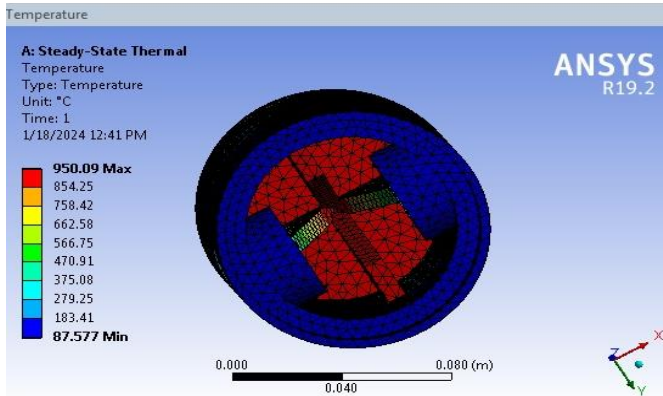 Temperature
A: Steady-State Thermal
Temperature
Type: Temperature
Unit: °C
Time: 1
1/18/2024 12:41 PM
ANSYS
R19.2
950.09 Max
854.25
758.42
662.58
566.75
470.91
375.08
279.25
183.41
87.577 Min
0.000
0.080 (m)
0.040
X
Z
Y